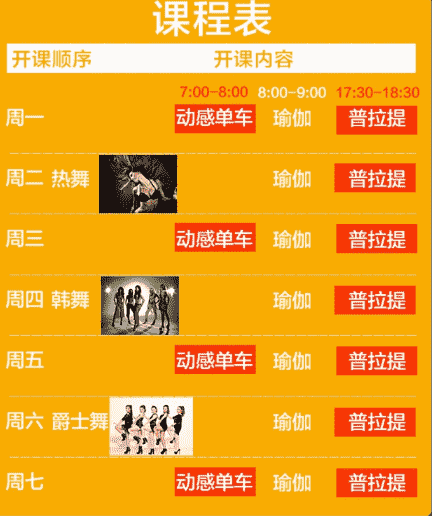 课程表
开课顺序 开课内容
7:00-8:00 8:00-9:00 17:30-18:30
周一 动感单车 瑜伽 普拉提
周二 热舞 瑜伽 普拉提
周三 动感单车 瑜伽 普拉提
周四 韩舞 瑜伽 普拉提
周五 动感单车 瑜伽 普拉提
周六 爵士舞 瑜伽 普拉提
周七 动感单车 瑜伽 普拉提